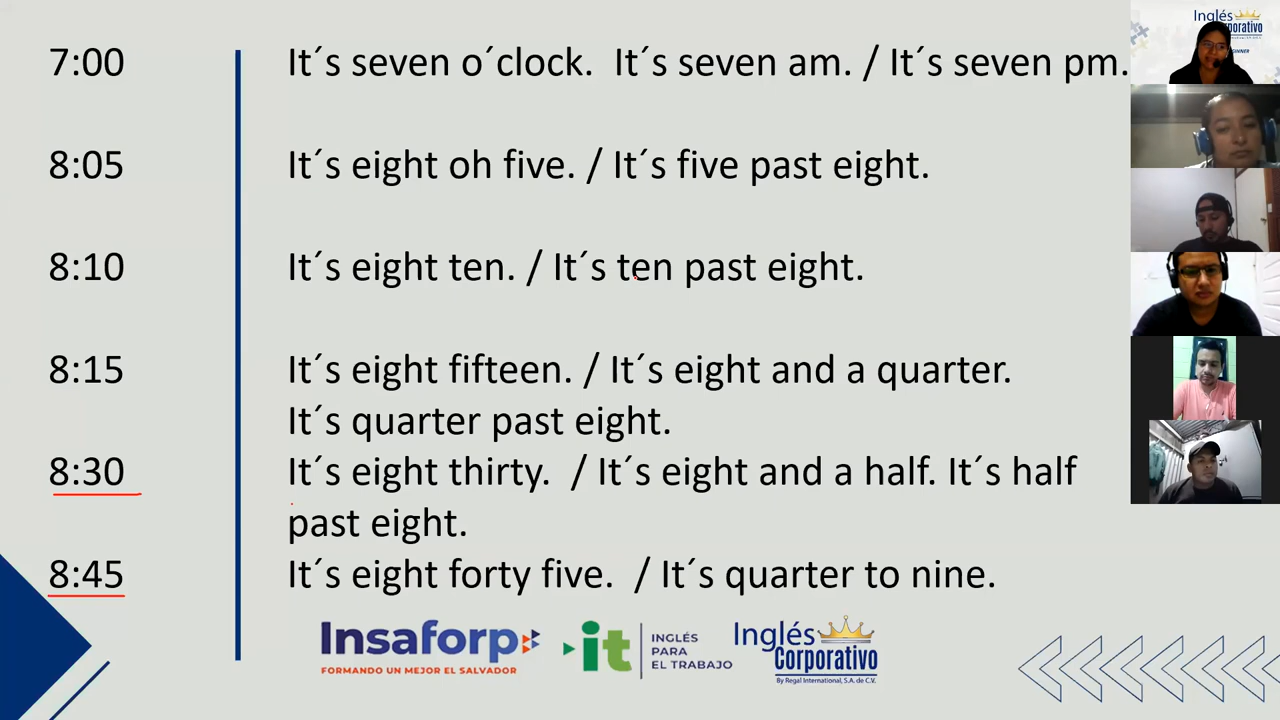 7:00 It´s seven o´clock. It´s seven am. / It´s seven pm.
8:05 It´s eight oh five. / It´s five past eight.
8:10 It´s eight ten. / It´s ten past eight.
8:15 It´s eight fifteen. / It´s eight and a quarter.
It´s quarter past eight.
8:30 It´s eight thirty. / It´s eight and a half. It´s half
past eight.
8:45 It´s eight forty five. / It´s quarter to nine.
Insaforp
FORMANDO UN MEJOR EL SALVADOR
it
INGLÉS
PARA
EL TRABAJO
Inglés
Corporativo
By Regal International, S.A. de C.V.
Inglés